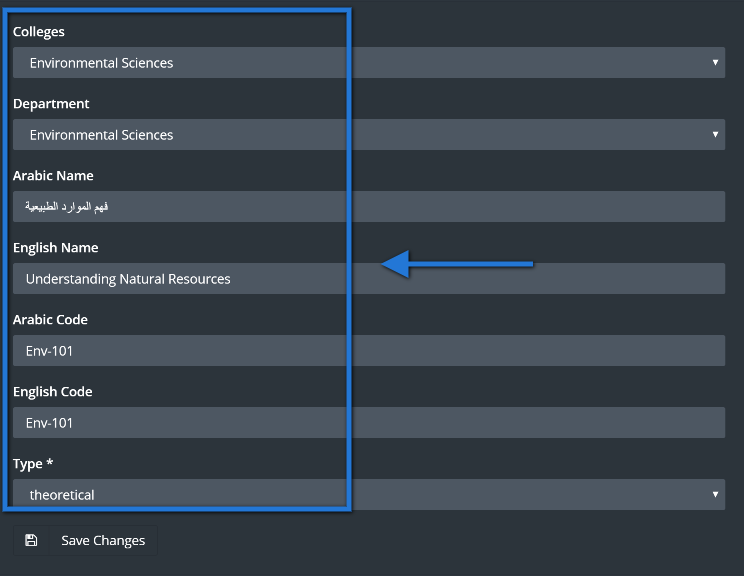 Colleges
Environmental Sciences
Department
Environmental Sciences
Arabic Name
فهم الموارد الطبيعية
English Name
Understanding Natural Resources
Arabic Code
Env-101
English Code
Env-101
Type *
theoretical
Save Changes